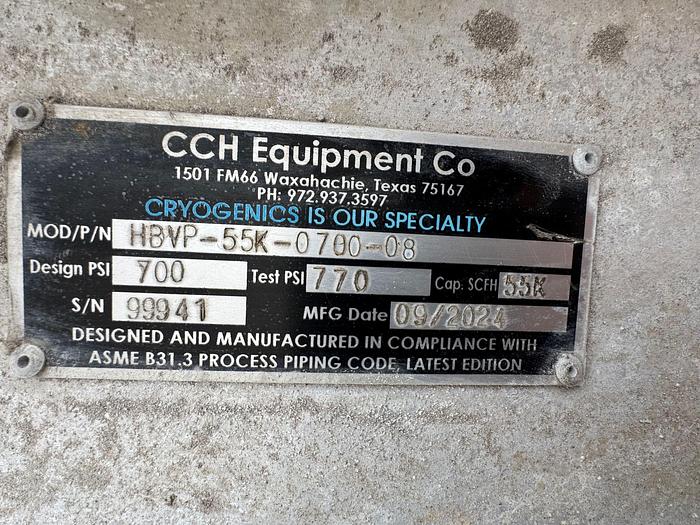 CCH Equipment Co
1501 FM66 Waxahachie, Texas 75167
PH: 972.937.3597
CRYOGENICS IS OUR SPECIALTY
MOD/P/N HBVP-55K-0700-08
Design PSI 700 Test PSI 770 Cap. SCFH 55K
S/N 99941 MFG Date 09/2024
DESIGNED AND MANUFACTURED IN COMPLIANCE WITH
ASME B31.3 PROCESS PIPING CODE, LATEST EDITION